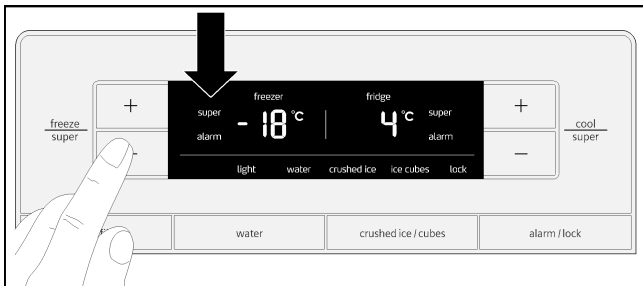 freeze
super
+
−
super
alarm
freezer
-18 °C
fridge
4 °C
super
alarm
light water crushed ice ice cubes lock
+
−
cool
super
water
crushed ice / cubes
alarm / lock